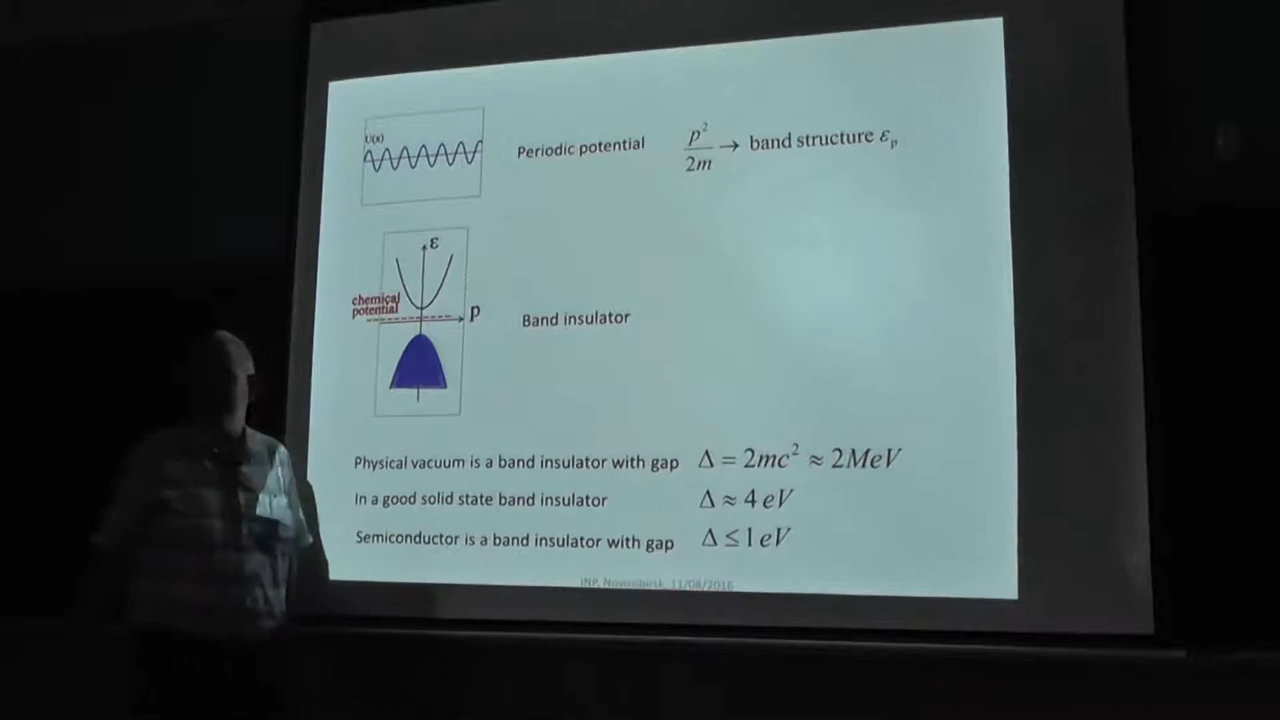 U(x)
Periodic potential p²/2m → band structure εₚ
ε
chemical
potential
p
Band insulator
Physical vacuum is a band insulator with gap Δ = 2mc² ≈ 2MeV
In a good solid state band insulator Δ ≈ 4 eV
Semiconductor is a band insulator with gap Δ ≤ 1 eV
INP, Novosibirsk, 11/08/2016